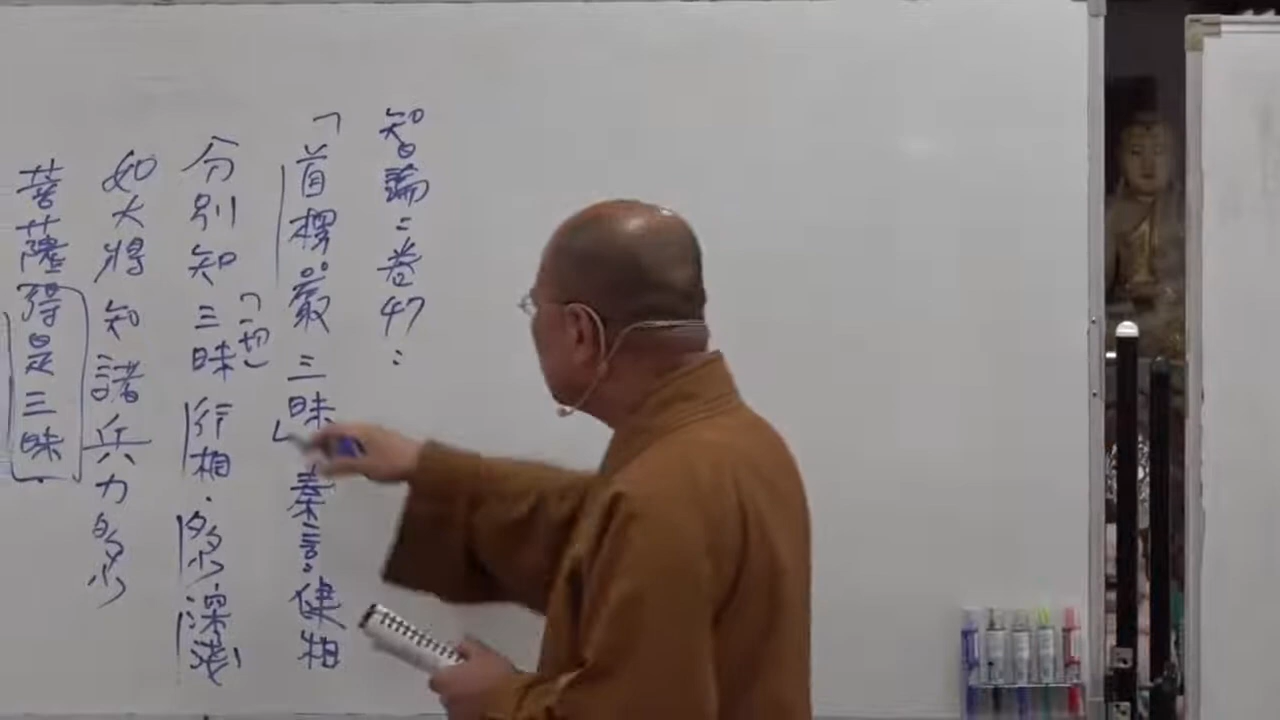 智論：卷47：
「首楞嚴三昧」秦言：健相
分別知三昧行相．多少深淺
（一切）
如大將知諸兵力多少
菩薩得是三昧．